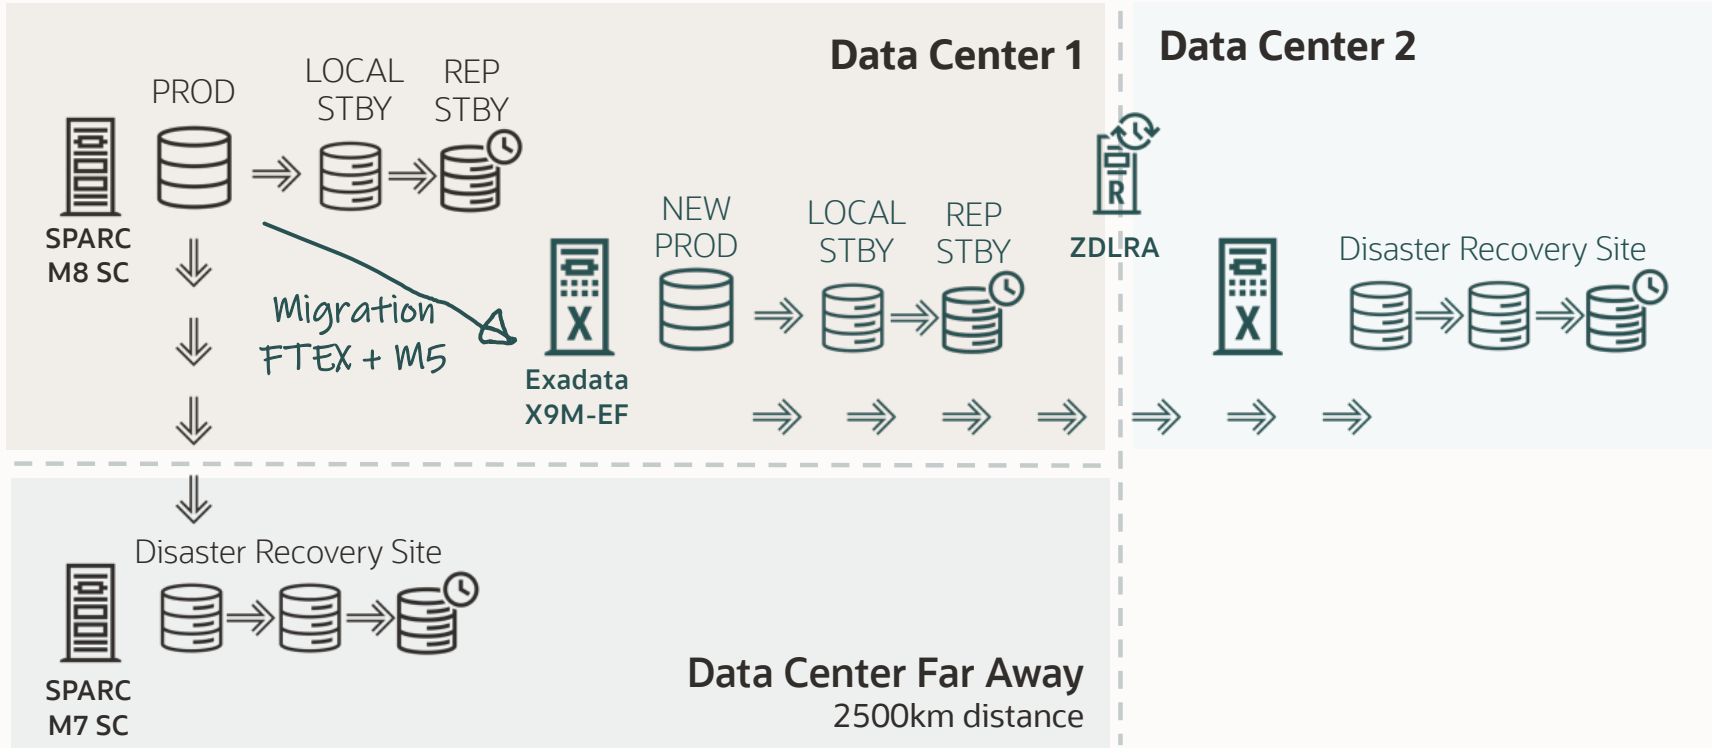 Data Center 1
PROD
LOCAL
STBY
REP
STBY
SPARC
M8 SC
Migration
FTEX + M5
Exadata
X9M-EF
X
NEW
PROD
LOCAL
STBY
REP
STBY
Data Center 2
R
ZDLRA
X
Disaster Recovery Site
Disaster Recovery Site
SPARC
M7 SC
Data Center Far Away
2500km distance